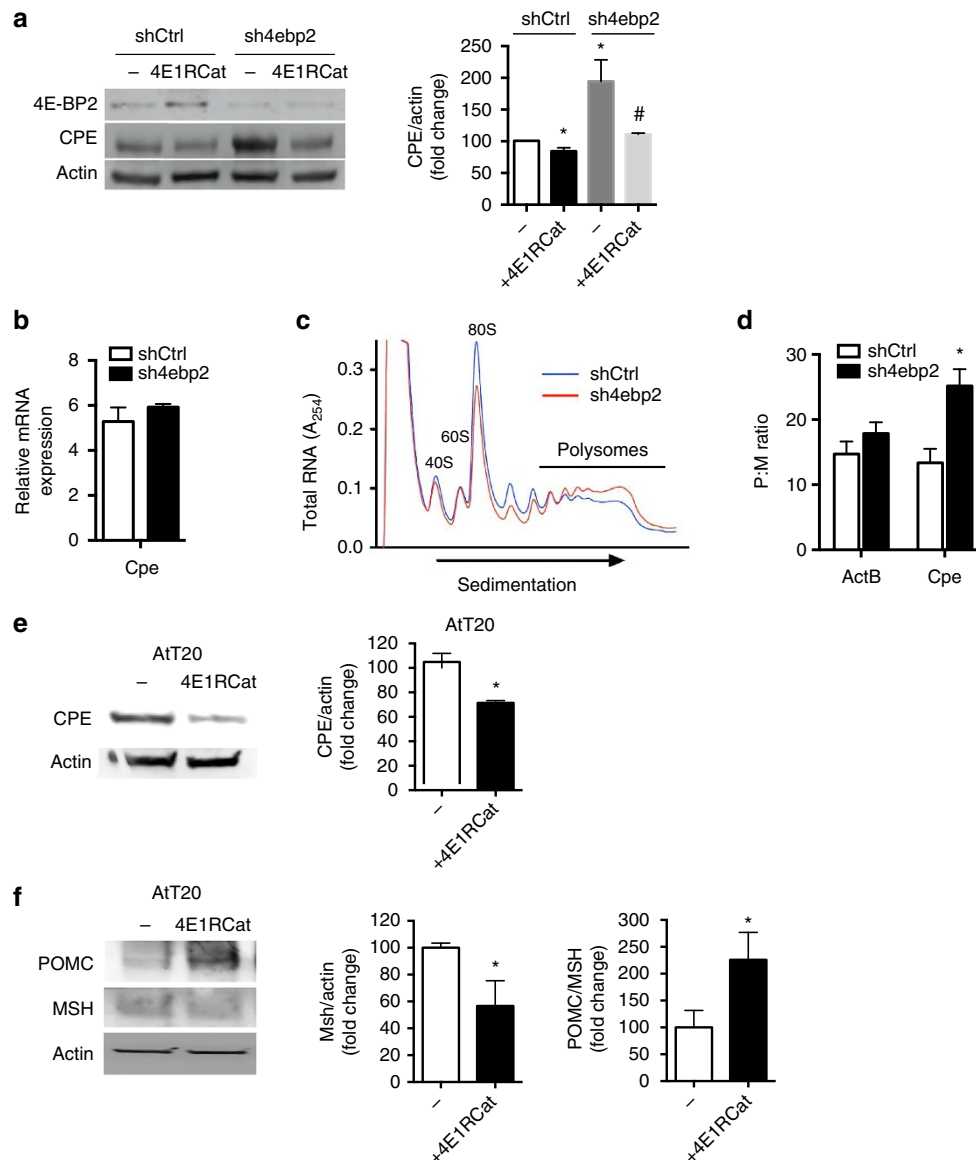 a
shCtrl sh4ebp2
– 4E1RCat – 4E1RCat
4E-BP2
CPE
Actin
shCtrl sh4ebp2
CPE/actin
(fold change)
250
200
150
100
50
0
* * #
– +4E1RCat – +4E1RCat
b
Relative mRNA
expression
8
6
4
2
0
shCtrl
sh4ebp2
Cpe
c
Total RNA (A254)
0.3
0.2
0.1
0.0
40S
60S
80S
shCtrl
sh4ebp2
Polysomes
Sedimentation
d
P:M ratio
30
20
10
0
shCtrl
sh4ebp2
*
ActB Cpe
e
AtT20
– 4E1RCat
CPE
Actin
AtT20
CPE/actin
(fold change)
120
100
80
60
40
20
0
*
– +4E1RCat
f
AtT20
– 4E1RCat
POMC
MSH
Actin
Msh/actin
(fold change)
120
100
80
60
40
20
0
*
– +4E1RCat
POMC/MSH
(fold change)
300
250
200
150
100
50
0
*
– +4E1RCat